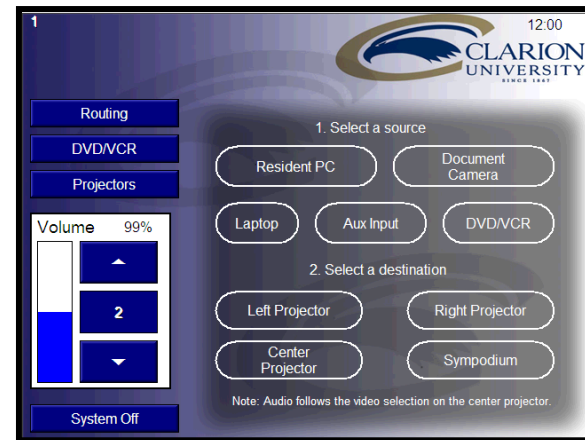 1
12:00
CLARION
UNIVERSITY
SINCE 1867
Routing
DVD/VCR
Projectors
Volume 99%
2
System Off
1. Select a source
Resident PC
Document
Camera
Laptop
Aux Input
DVD/VCR
2. Select a destination
Left Projector
Right Projector
Center
Projector
Sympodium
Note: Audio follows the video selection on the center projector.